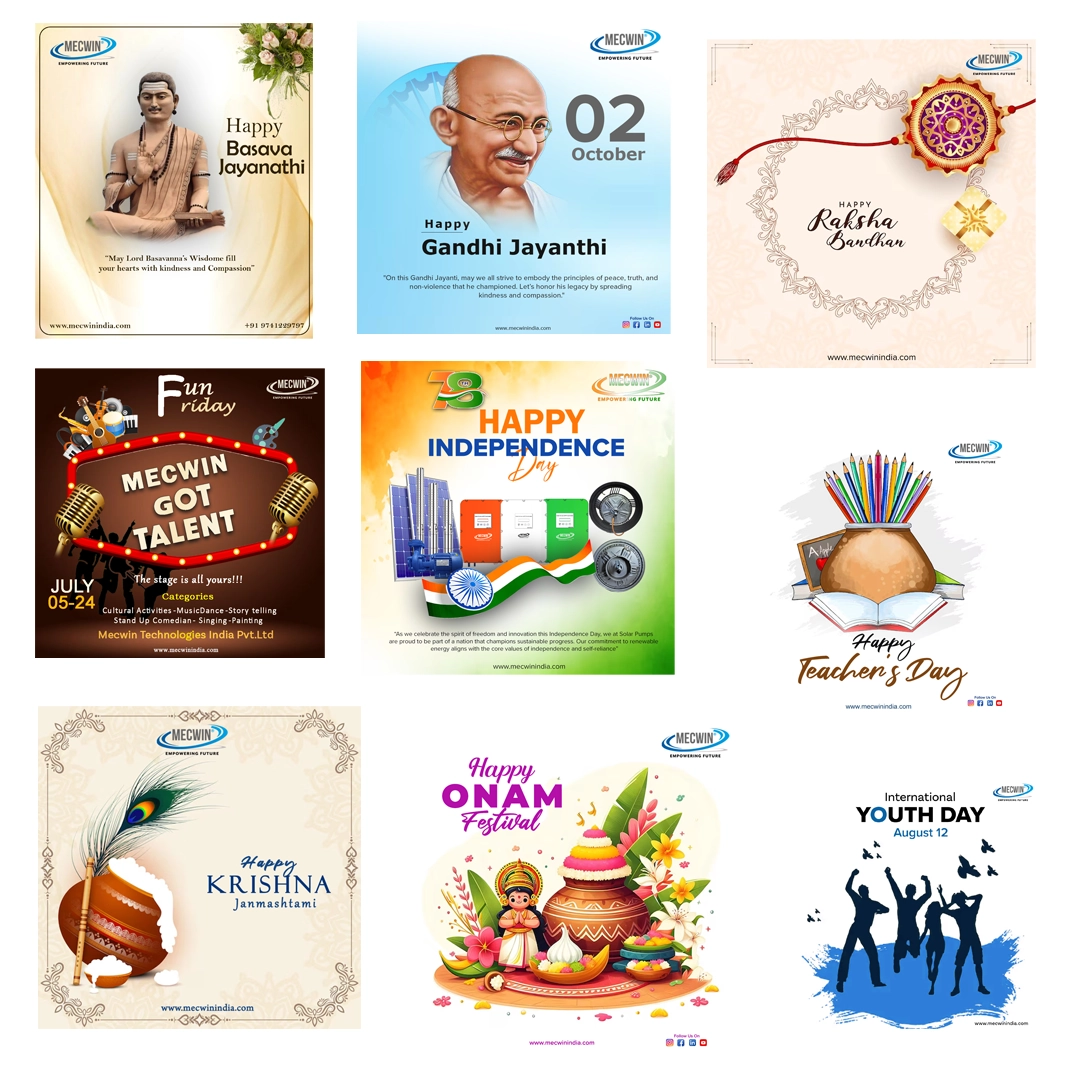 MECWIN
EMPOWERING FUTURE
Happy
Basava
Jayanathi
"May Lord Basavanna's Wisdome fill
your hearts with kindness and Compassion"
www.mecwinindia.com
+91 9741229797
MECWIN
EMPOWERING FUTURE
02
October
Happy
Gandhi Jayanthi
"On this Gandhi Jayanti, may we all strive to embody the principles of peace, truth, and
non-violence that he championed. Let's honor his legacy by spreading
kindness and compassion."
Follow Us On
www.mecwinindia.com
MECWIN
EMPOWERING FUTURE
HAPPY
Raksha
Bandhan
www.mecwinindia.com
Fun
Friday
MECWIN
EMPOWERING FUTURE
MECWIN
GOT
TALENT
The stage is all yours!!!
JULY
05-24
Categories
Cultural Activities-MusicDance-Story telling
Stand Up Comedian- Singing-Painting
Mecwin Technologies India Pvt.Ltd
www.mecwinindia.com
78
MECWIN
EMPOWERING FUTURE
HAPPY
INDEPENDENCE
Day
"As we celebrate the spirit of freedom and innovation this Independence Day, we at Solar Pumps
are proud to be part of a nation that champions sustainable progress. Our commitment to renewable
energy aligns with the core values of independence and self-reliance"
www.mecwinindia.com
MECWIN
EMPOWERING FUTURE
A Apple
Happy
Teacher's Day
Follow Us On
www.mecwinindia.com
MECWIN
EMPOWERING FUTURE
Happy
KRISHNA
Janmashtami
www.mecwinindia.com
MECWIN
EMPOWERING FUTURE
Happy
ONAM
Festival
Follow Us On
www.mecwinindia.com
MECWIN
EMPOWERING FUTURE
International
YOUTH DAY
August 12
www.mecwinindia.com